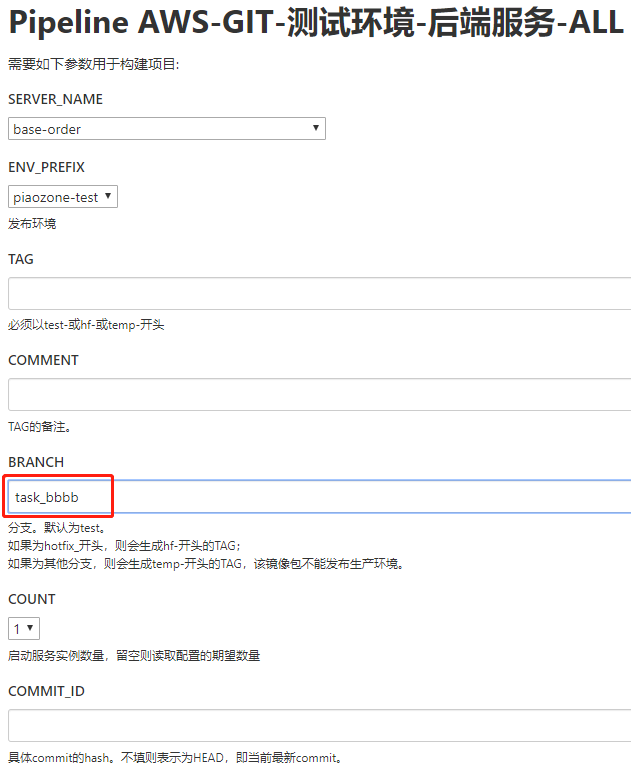 Pipeline AWS-GIT-测试环境-后端服务-ALL
需要如下参数用于构建项目:
SERVER_NAME
base-order
ENV_PREFIX
piaozone-test
发布环境
TAG
必须以test-或hf-或temp-开头
COMMENT
TAG的备注。
BRANCH
task_bbbb
分支。默认为test。
如果为hotfix_开头，则会生成hf-开头的TAG；
如果为其他分支，则会生成temp-开头的TAG，该镜像包不能发布生产环境。
COUNT
1
启动服务实例数量，留空则读取配置的期望数量
COMMIT_ID
具体commit的hash。不填则表示为HEAD，即当前最新commit。